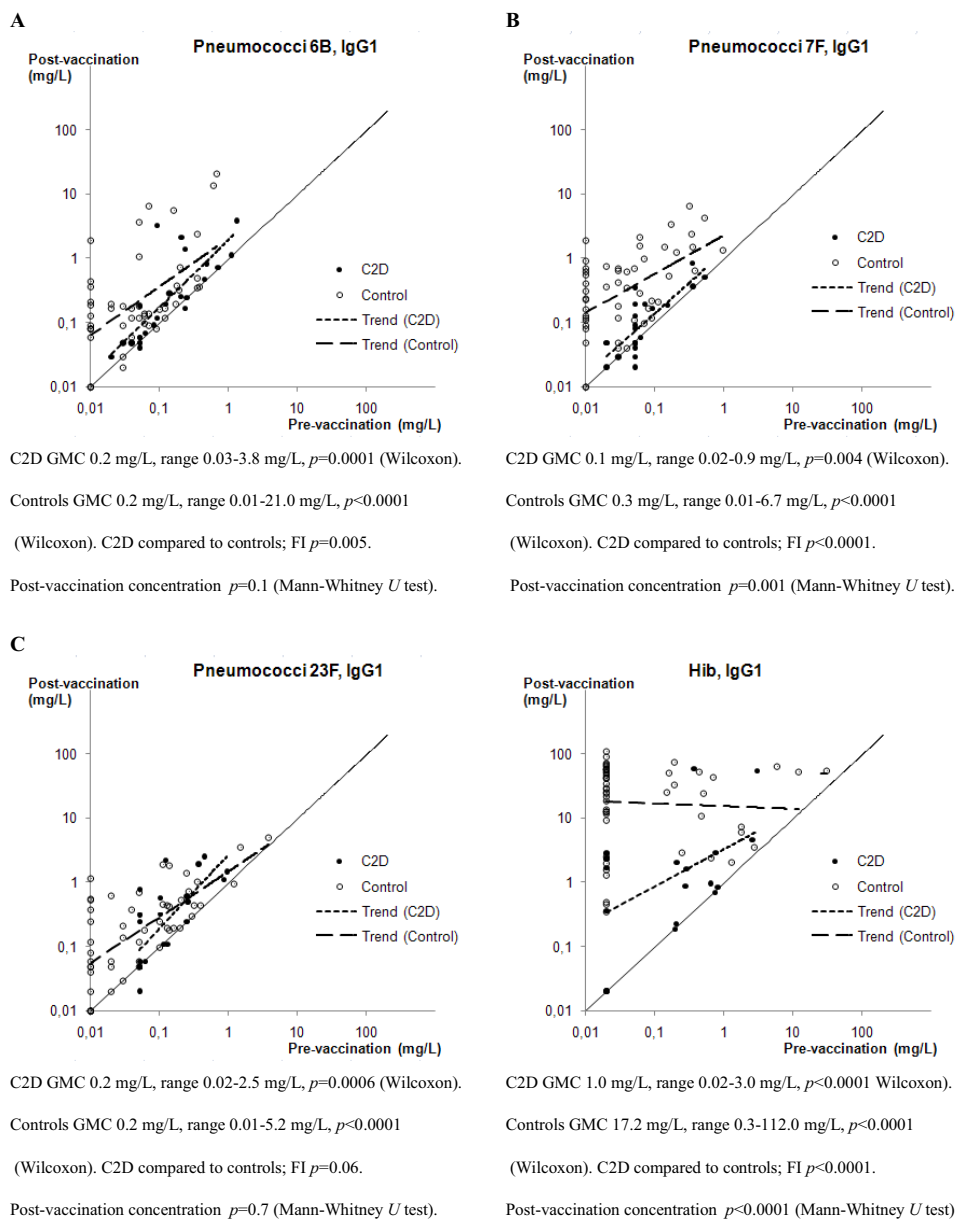 A
Pneumococci 6B, IgG1
Post-vaccination
(mg/L)
100
10
1
0,1
0,01
0,01 0,1 1 10 100
Pre-vaccination (mg/L)
C2D
Control
Trend (C2D)
Trend (Control)
C2D GMC 0.2 mg/L, range 0.03-3.8 mg/L, p=0.0001 (Wilcoxon).
Controls GMC 0.2 mg/L, range 0.01-21.0 mg/L, p<0.0001
(Wilcoxon). C2D compared to controls; FI p=0.005.
Post-vaccination concentration p=0.1 (Mann-Whitney U test).
B
Pneumococci 7F, IgG1
Post-vaccination
(mg/L)
100
10
1
0,1
0,01
0,01 0,1 1 10 100
Pre-vaccination (mg/L)
C2D
Control
Trend (C2D)
Trend (Control)
C2D GMC 0.1 mg/L, range 0.02-0.9 mg/L, p=0.004 (Wilcoxon).
Controls GMC 0.3 mg/L, range 0.01-6.7 mg/L, p<0.0001
(Wilcoxon). C2D compared to controls; FI p<0.0001.
Post-vaccination concentration p=0.001 (Mann-Whitney U test).
C
Pneumococci 23F, IgG1
Post-vaccination
(mg/L)
100
10
1
0,1
0,01
0,01 0,1 1 10 100
Pre-vaccination (mg/L)
C2D
Control
Trend (C2D)
Trend (Control)
C2D GMC 0.2 mg/L, range 0.02-2.5 mg/L, p=0.0006 (Wilcoxon).
Controls GMC 0.2 mg/L, range 0.01-5.2 mg/L, p<0.0001
(Wilcoxon). C2D compared to controls; FI p=0.06.
Post-vaccination concentration p=0.7 (Mann-Whitney U test).
Hib, IgG1
Post-vaccination
(mg/L)
100
10
1
0,1
0,01
0,01 0,1 1 10 100
Pre-vaccination (mg/L)
C2D
Control
Trend (C2D)
Trend (Control)
C2D GMC 1.0 mg/L, range 0.02-3.0 mg/L, p<0.0001 Wilcoxon).
Controls GMC 17.2 mg/L, range 0.3-112.0 mg/L, p<0.0001
(Wilcoxon). C2D compared to controls; FI p<0.0001.
Post-vaccination concentration p<0.0001 (Mann-Whitney U test)